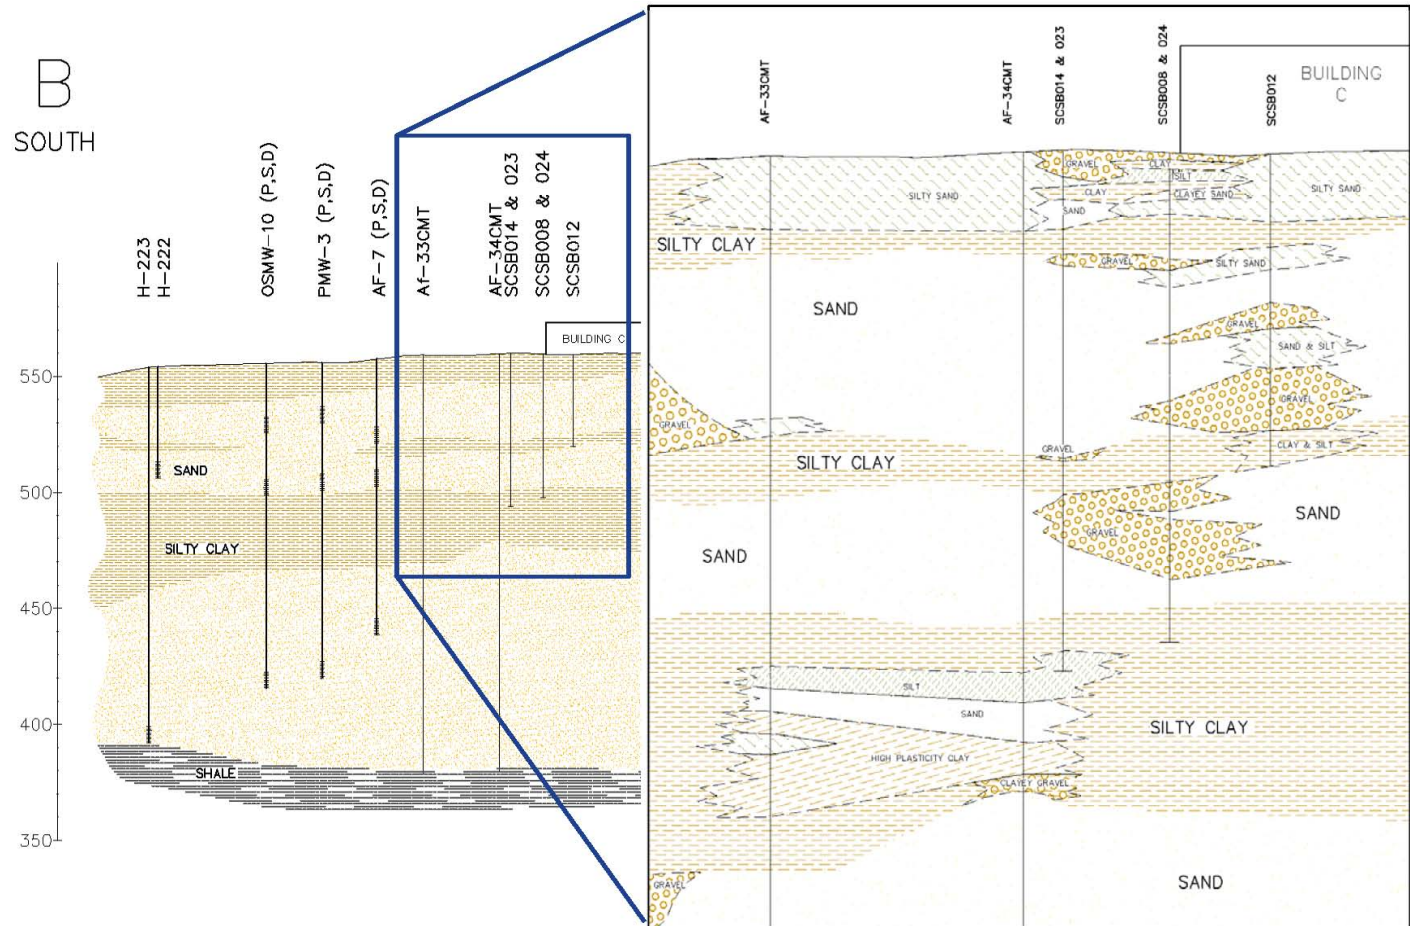 B
SOUTH
H-223
H-222
OSMW-10 (P,S,D)
PMW-3 (P,S,D)
AF-7 (P,S,D)
Af-33CMT
AF-34CMT
SCSB014 & 023
SCSB008 & 024
SCSB012
BUILDING C
550
500
450
400
350
SAND
SILTY CLAY
SHALE
AF-33CMT
AF-34CMT
SCSB014 & 023
SCSB008 & 024
SCSB012
BUILDING
C
GRAVEL
CLAY
SILT
CLAY
CLAYEY SAND
SILTY SAND
SILTY SAND
SAND
SILTY CLAY
GRAVEL
SILTY SAND
SAND
GRAVEL
SAND & SILT
GRAVEL
GRAVEL
CLAY & SILT
GRAVEL
SILTY CLAY
SAND
GRAVEL
SAND
SILT
SAND
SILTY CLAY
HIGH PLASTICITY CLAY
CLAYEY GRAVEL
GRAVEL
SAND